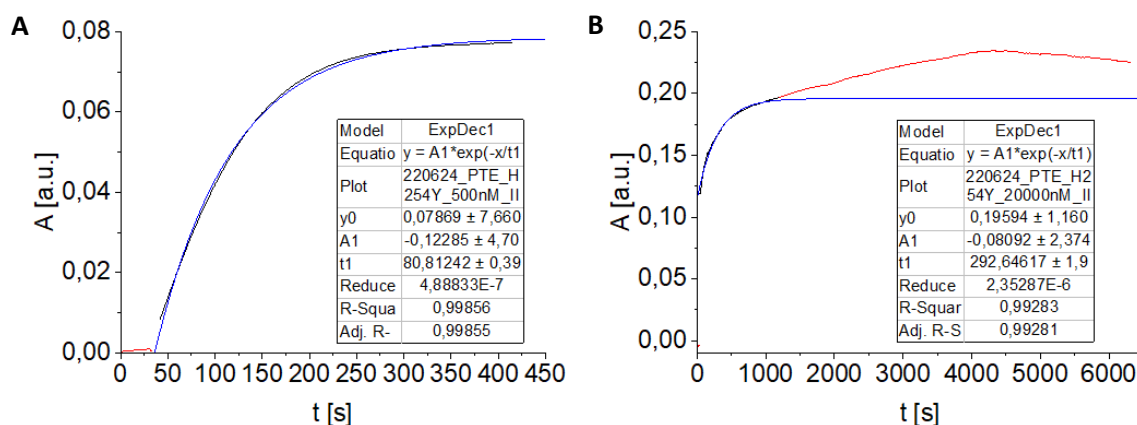 A
A [a.u.]
0,08
0,06
0,04
0,02
0,00
0 50 100 150 200 250 300 350 400 450
t [s]
Model ExpDec1
Equatio y = A1*exp(-x/t1
Plot 220624_PTE_H
254Y_500nM_II
y0 0,07869 ± 7,660
A1 -0,12285 ± 4,70
t1 80,81242 ± 0,39
Reduce 4,88833E-7
R-Squa 0,99856
Adj. R- 0,99855
B
A [a.u.]
0,25
0,20
0,15
0,10
0,05
0,00
0 1000 2000 3000 4000 5000 6000
t [s]
Model ExpDec1
Equatio y = A1*exp(-x/t1)
Plot 220624_PTE_H2
54Y_20000nM_II
y0 0,19594 ± 1,160
A1 -0,08092 ± 2,374
t1 292,64617 ± 1,9
Reduce 2,35287E-6
R-Squar 0,99283
Adj. R-S 0,99281